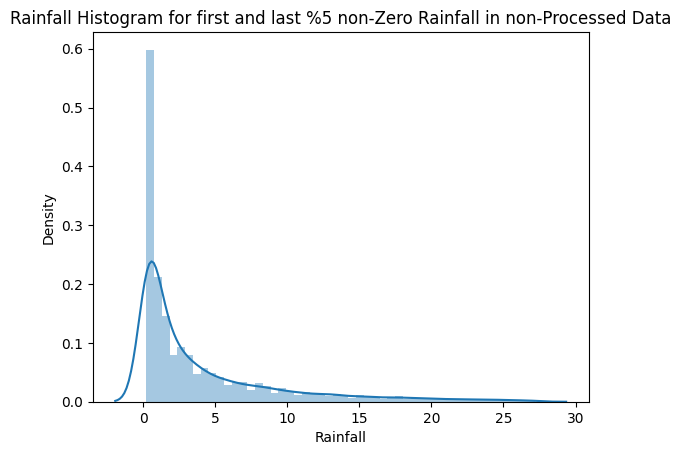 Rainfall Histogram for first and last %5 non-Zero Rainfall in non-Processed Data
0.6
0.5
0.4
0.3
0.2
0.1
0.0
Density
0 5 10 15 20 25 30
Rainfall